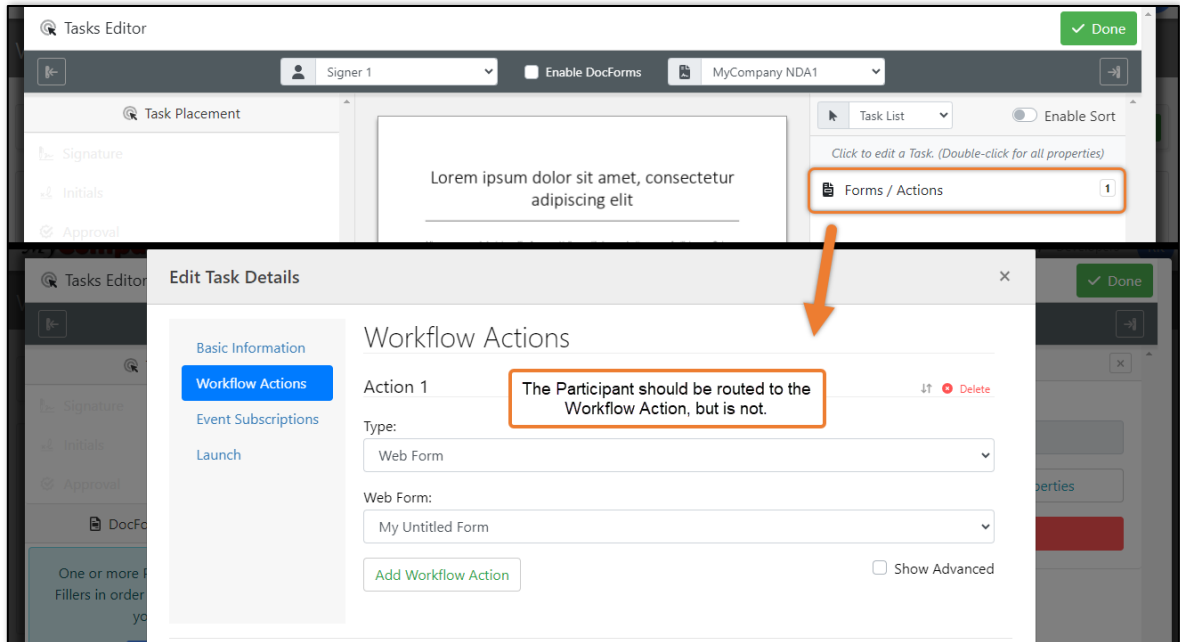 Tasks Editor
Done
Signer 1
Enable DocForms
MyCompany NDA1
Task Placement
Task List
Enable Sort
Signature
Click to edit a Task. (Double-click for all properties)
Lorem ipsum dolor sit amet, consectetur
adipiscing elit
Forms / Actions
1
Initials
Approval
Tasks Editor
Edit Task Details
×
Done
Basic Information
Workflow Actions
Workflow Actions
Event Subscriptions
Launch
Action 1
The Participant should be routed to the
Workflow Action, but is not.
Delete
Signature
Type:
Web Form
Initials
Approval
perties
Web Form:
My Untitled Form
DocFo
Add Workflow Action
Show Advanced
One or more
Fillers in order
yo